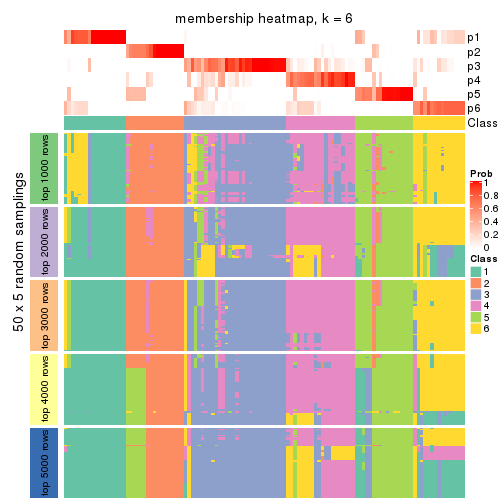 membership heatmap, k = 6
p1
p2
p3
p4
p5
p6
Class
50 x 5 random samplings
top 1000 rows
top 2000 rows
top 3000 rows
top 4000 rows
top 5000 rows
Prob
1
0.8
0.6
0.4
0.2
0
Class
1
2
3
4
5
6